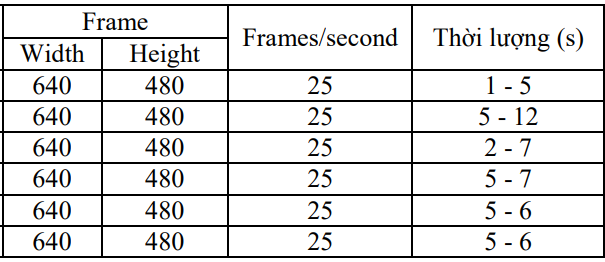 Frame Frames/second Thời lượng (s)
Width Height
640 480 25 1 - 5
640 480 25 5 - 12
640 480 25 2 - 7
640 480 25 5 - 7
640 480 25 5 - 6
640 480 25 5 - 6